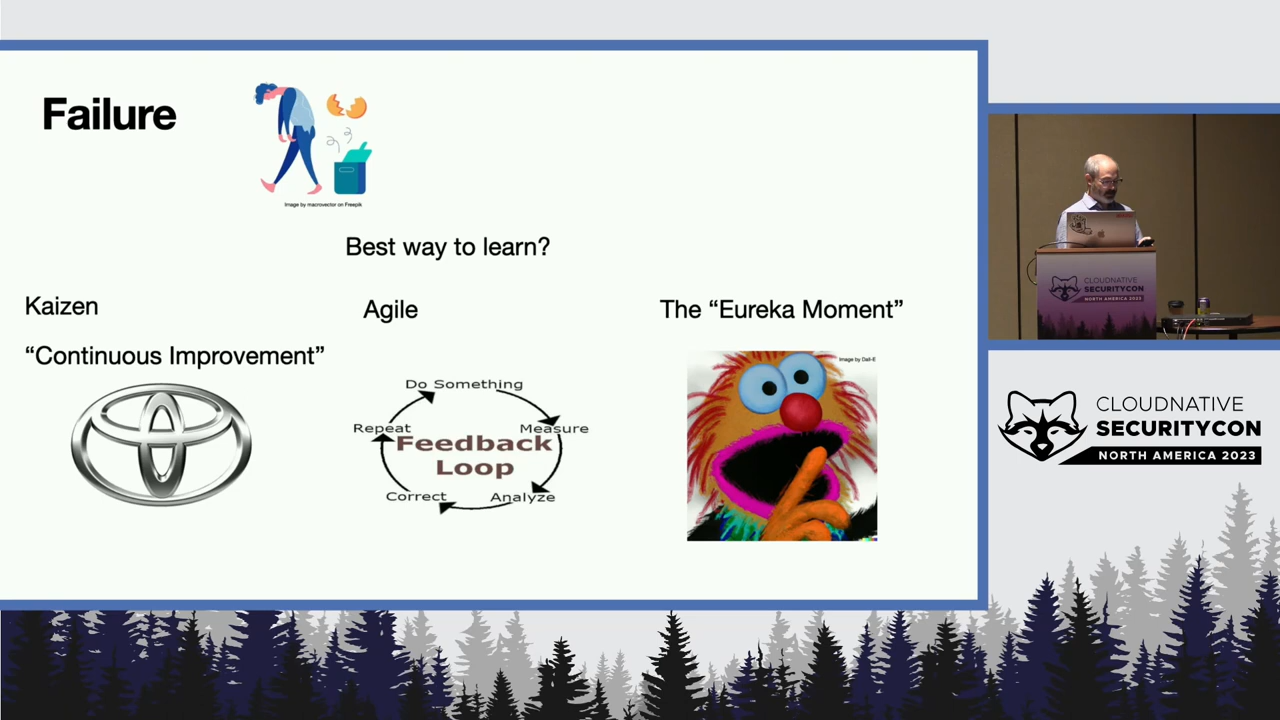 Failure
Image by macrovector on Freepik
Best way to learn?
Kaizen
Agile
The “Eureka Moment”
“Continuous Improvement”
Image by Dall-E
Do Something
Repeat
Measure
Feedback
Loop
Correct
Analyze
CLOUDNATIVE
SECURITYCON
NORTH AMERICA 2023
CLOUDNATIVE
SECURITYCON
NORTH AMERICA 2023